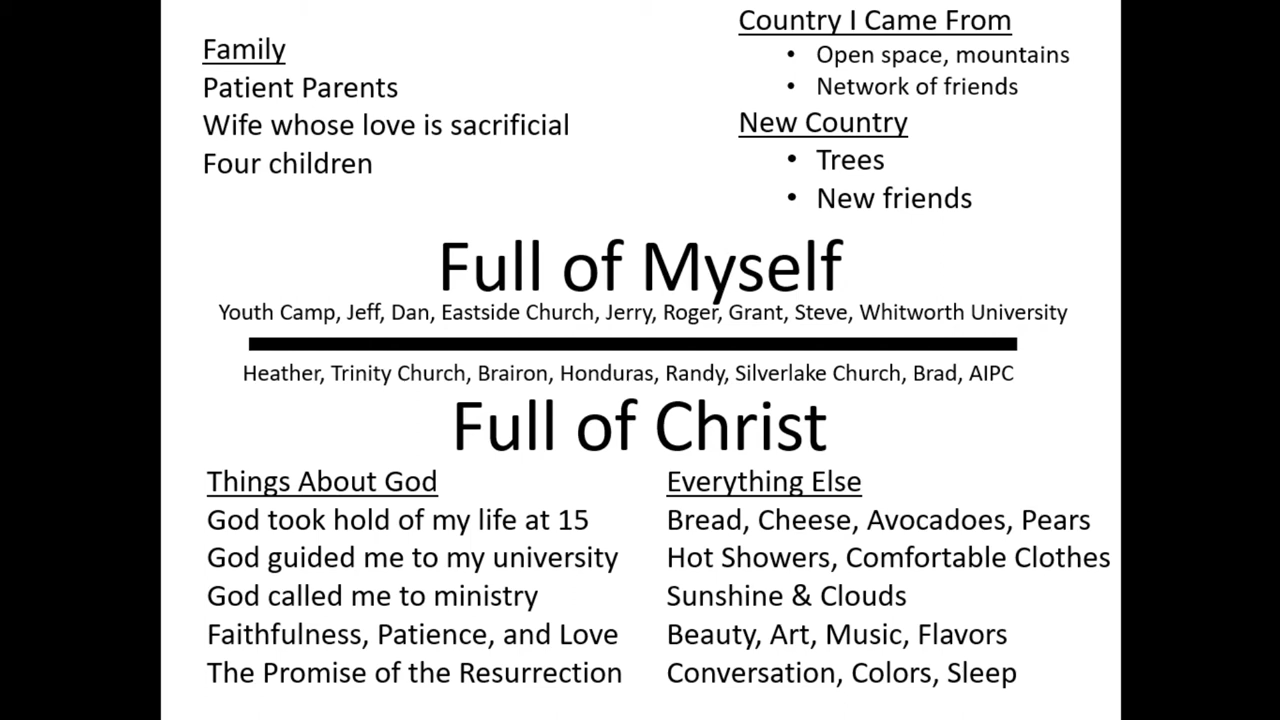 Family
Patient Parents
Wife whose love is sacrificial
Four children
Country I Came From
• Open space, mountains
• Network of friends
New Country
• Trees
• New friends
Full of Myself
Youth Camp, Jeff, Dan, Eastside Church, Jerry, Roger, Grant, Steve, Whitworth University
Heather, Trinity Church, Brairon, Honduras, Randy, Silverlake Church, Brad, AIPC
Full of Christ
Things About God
God took hold of my life at 15
God guided me to my university
God called me to ministry
Faithfulness, Patience, and Love
The Promise of the Resurrection
Everything Else
Bread, Cheese, Avocadoes, Pears
Hot Showers, Comfortable Clothes
Sunshine & Clouds
Beauty, Art, Music, Flavors
Conversation, Colors, Sleep